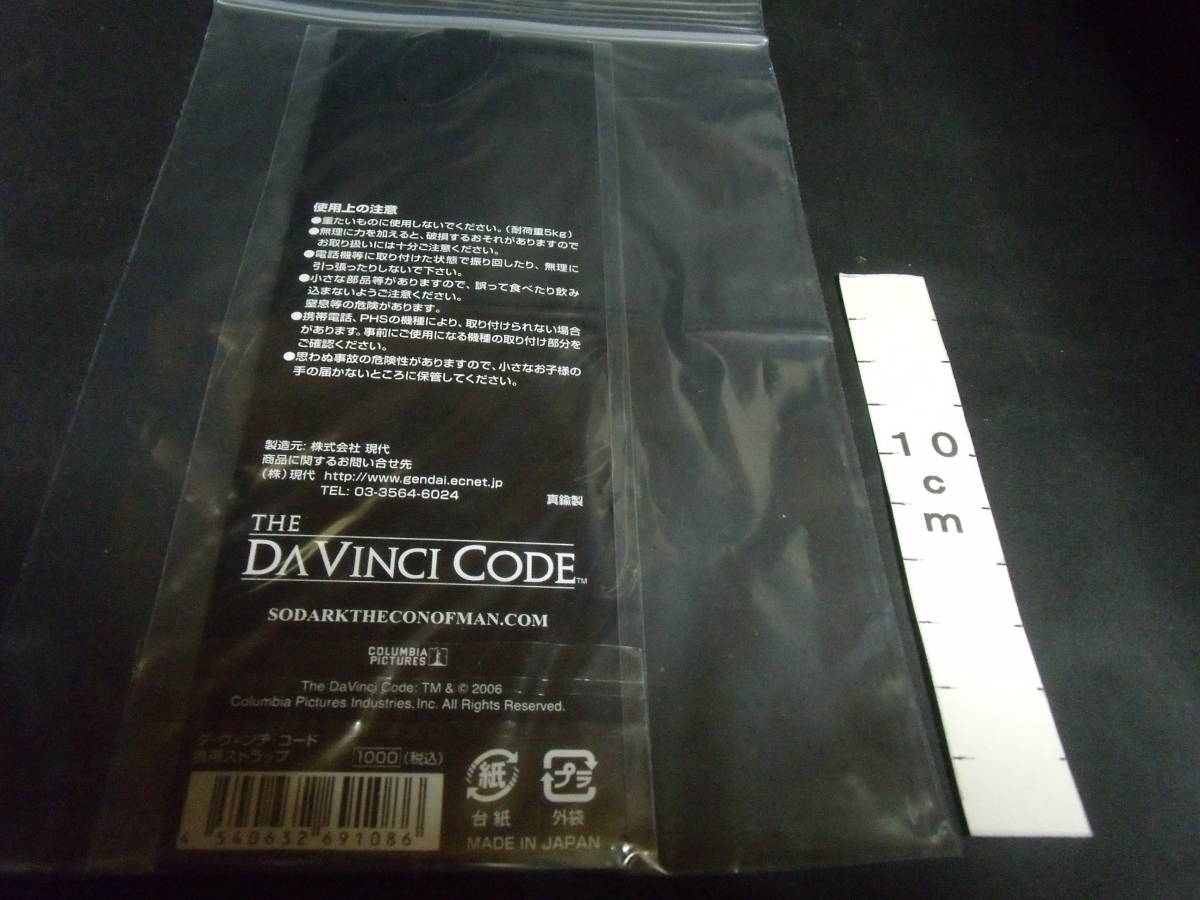 使用上の注意
●重たいものに使用しないでください。(耐荷重5kg)
●無理に力を加えると、破損するおそれがありますので
お取り扱いには十分ご注意ください。
●電話機等に取り付けた状態で振り回したり、無理に
引っ張ったりしないで下さい。
●小さな部品等がありますので、誤って食べたり飲み
込まないようご注意ください。
窒息等の危険があります。
●携帯電話、PHSの機種により、取り付けられない場合
があります。事前にご使用になる機種の取り付け部分を
ご確認ください。
●思わぬ事故の危険性がありますので、小さなお子様の
手の届かないところに保管してください。
製造元: 株式会社 現代
商品に関するお問い合せ先
(株)現代 http://www.gendai.ecnet.jp
TEL: 03-3564-6024
真鍮製
THE
DA VINCI CODE™
SODARKTHECONOFMAN.COM
COLUMBIA
PICTURES
The DaVinci Code: TM & © 2006
Columbia Pictures Industries, Inc. All Rights Reserved.
ダ・ヴィンチ コード
携帯ストラップ
1000 (税込)
4 540632 691086
紙
台紙
プラ
外袋
MADE IN JAPAN
10
cm